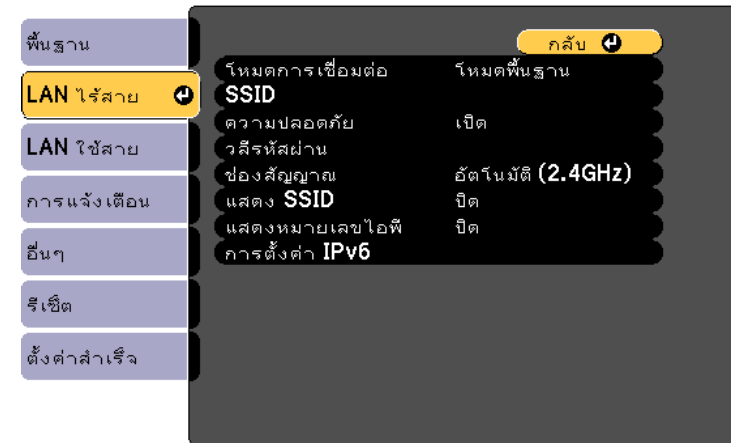 พื้นฐาน
LAN ไร้สาย
LAN ใช้สาย
การแจ้งเตือน
อื่นๆ
รีเซ็ต
ตั้งค่าสำเร็จ
กลับ
โหมดการเชื่อมต่อ โหมดพื้นฐาน
SSID
ความปลอดภัย เปิด
วลีรหัสผ่าน
ช่องสัญญาณ อัตโนมัติ (2.4GHz)
แสดง SSID ปิด
แสดงหมายเลขไอพี ปิด
การตั้งค่า IPv6